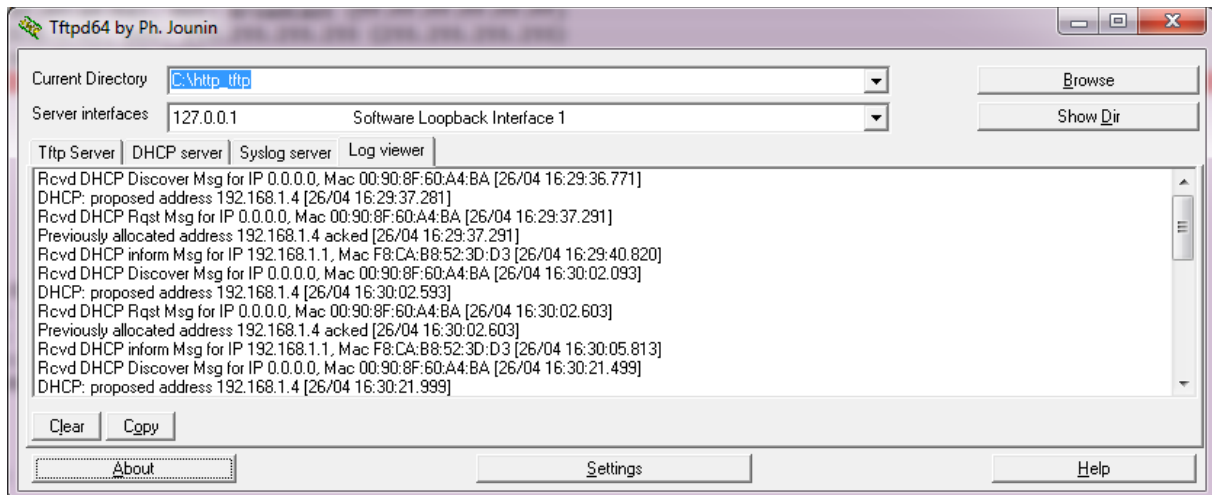 Tftpd64 by Ph. Jounin
Current Directory C:\http_tftp Browse
Server interfaces 127.0.0.1 Software Loopback Interface 1 Show Dir
Tftp Server DHCP server Syslog server Log viewer
Rcvd DHCP Discover Msg for IP 0.0.0.0, Mac 00:90:8F:60:A4:BA [26/04 16:29:36.771]
DHCP: proposed address 192.168.1.4 [26/04 16:29:37.281]
Rcvd DHCP Rqst Msg for IP 0.0.0.0, Mac 00:90:8F:60:A4:BA [26/04 16:29:37.291]
Previously allocated address 192.168.1.4 acked [26/04 16:29:37.291]
Rcvd DHCP inform Msg for IP 192.168.1.1, Mac F8:CA:B8:52:3D:D3 [26/04 16:29:40.820]
Rcvd DHCP Discover Msg for IP 0.0.0.0, Mac 00:90:8F:60:A4:BA [26/04 16:30:02.093]
DHCP: proposed address 192.168.1.4 [26/04 16:30:02.593]
Rcvd DHCP Rqst Msg for IP 0.0.0.0, Mac 00:90:8F:60:A4:BA [26/04 16:30:02.603]
Previously allocated address 192.168.1.4 acked [26/04 16:30:02.603]
Rcvd DHCP inform Msg for IP 192.168.1.1, Mac F8:CA:B8:52:3D:D3 [26/04 16:30:05.813]
Rcvd DHCP Discover Msg for IP 0.0.0.0, Mac 00:90:8F:60:A4:BA [26/04 16:30:21.499]
DHCP: proposed address 192.168.1.4 [26/04 16:30:21.999]
Clear Copy
About Settings Help